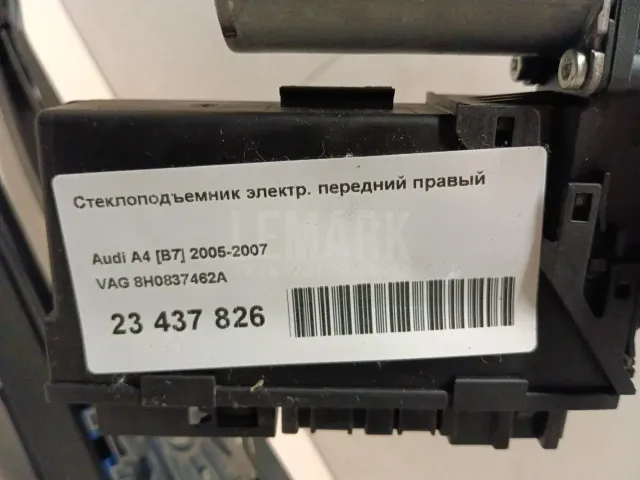 Стеклоподъемник электр. передний правый
LEMARK
Audi A4 [B7] 2005-2007
VAG 8H0837462A
23 437 826